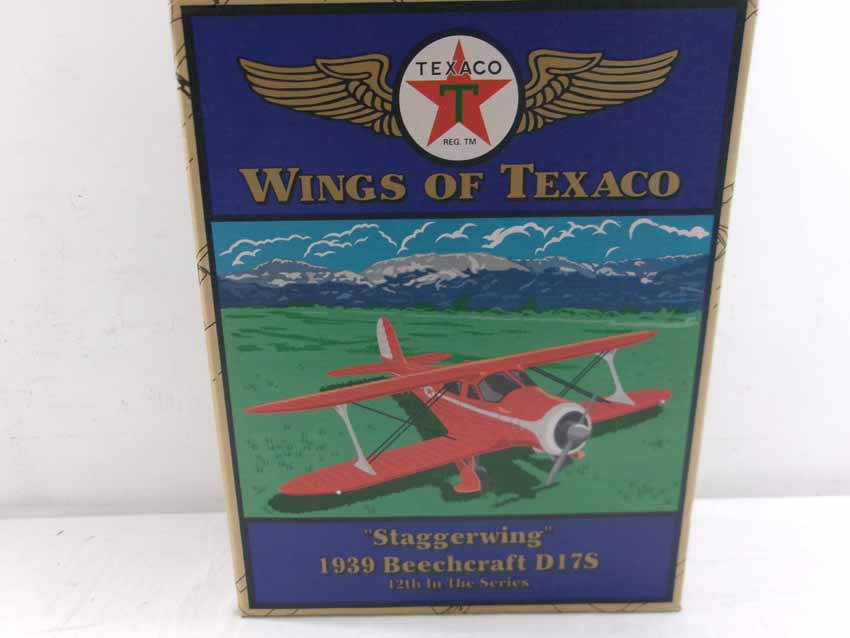 TEXACO
T
REG. TM
WINGS OF TEXACO
"Staggerwing"
1939 Beechcraft D17S
12th In The Series